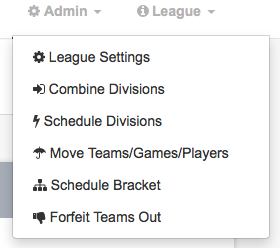 Admin League
League Settings
Combine Divisions
Schedule Divisions
Move Teams/Games/Players
Schedule Bracket
Forfeit Teams Out